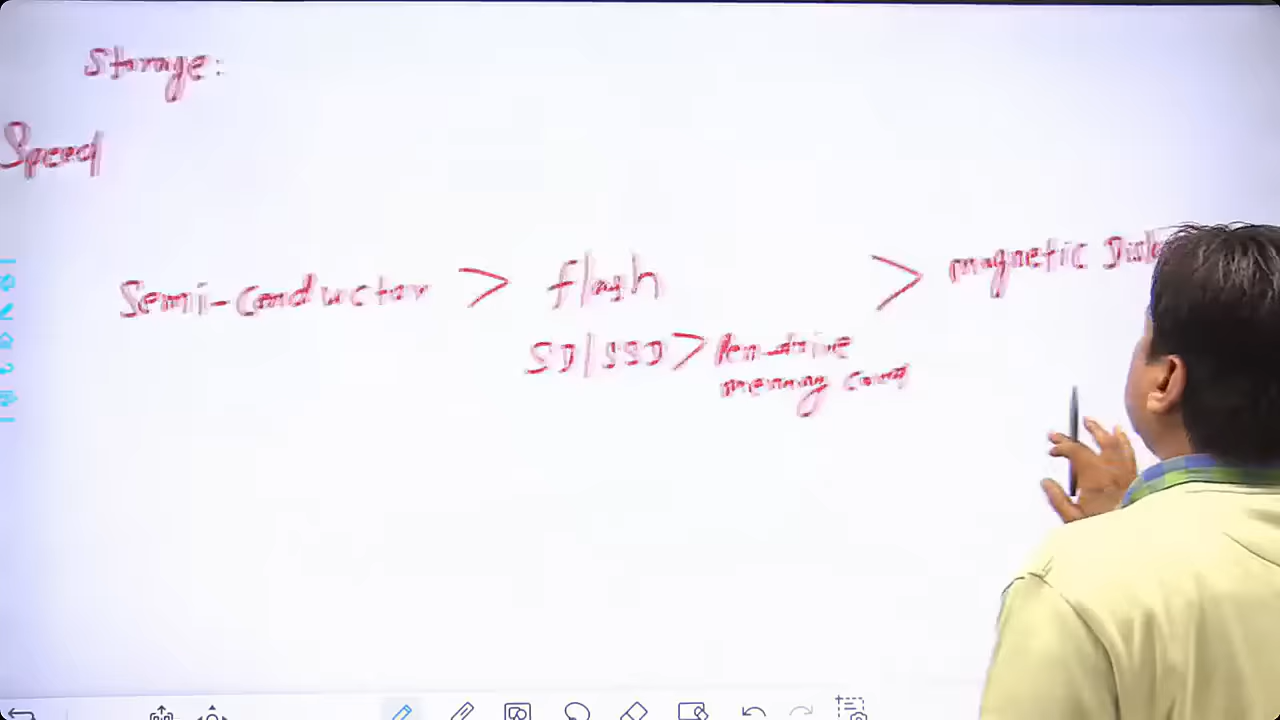 Storage:
Speed
Semi-conductor > flash > magnetic Disk
SD/SSD > Pen-drive
memory card